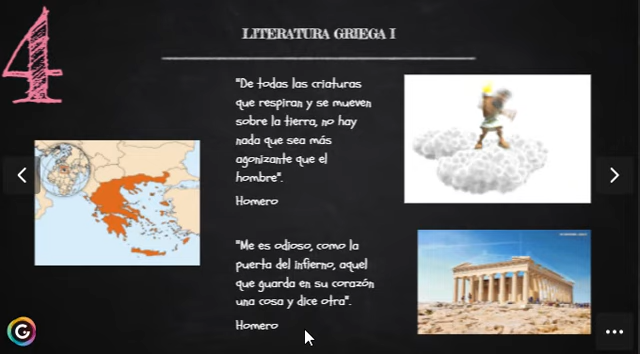 4
LITERATURA GRIEGA I
"De todas las criaturas
que respiran y se mueven
sobre la tierra, no hay
nada que sea más
agonizante que el
hombre".
Homero
"Me es odioso, como la
puerta del infierno, aquel
que guarda en su corazón
una cosa y dice otra".
Homero